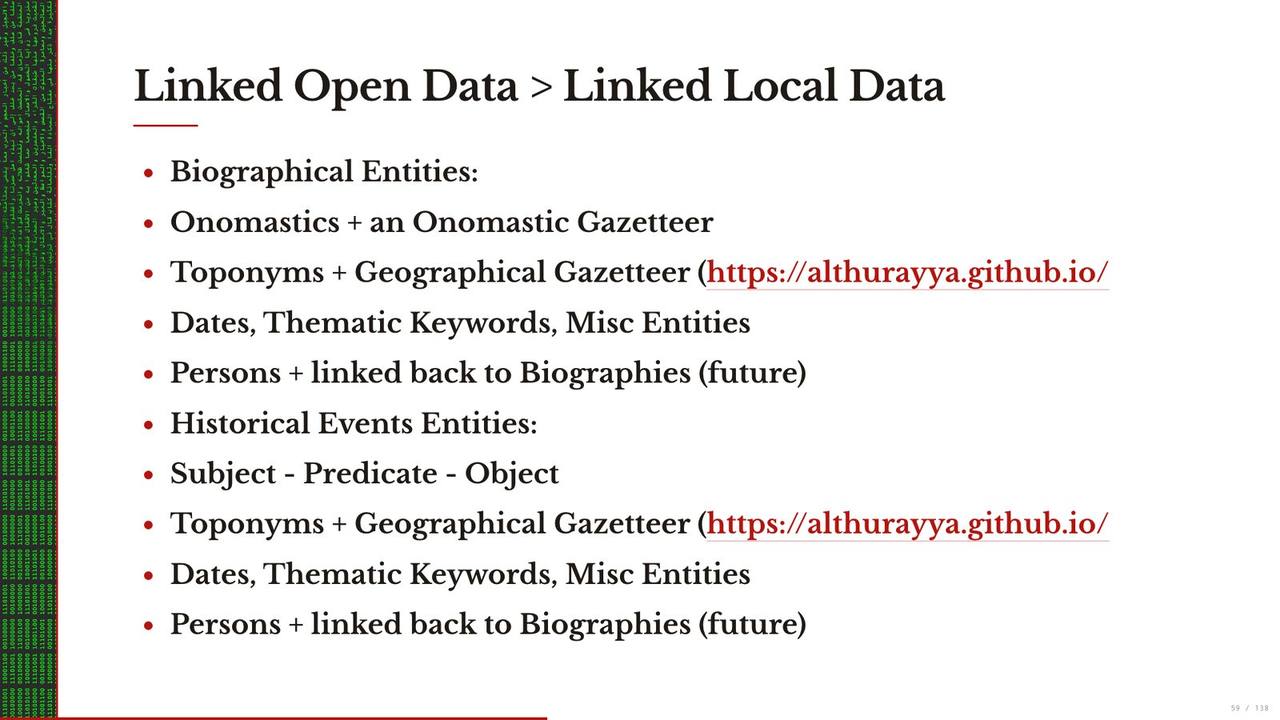 Linked Open Data > Linked Local Data
• Biographical Entities:
• Onomastics + an Onomastic Gazetteer
• Toponyms + Geographical Gazetteer (https://althurayya.github.io/
• Dates, Thematic Keywords, Misc Entities
• Persons + linked back to Biographies (future)
• Historical Events Entities:
• Subject - Predicate - Object
• Toponyms + Geographical Gazetteer (https://althurayya.github.io/
• Dates, Thematic Keywords, Misc Entities
• Persons + linked back to Biographies (future)
59 / 138